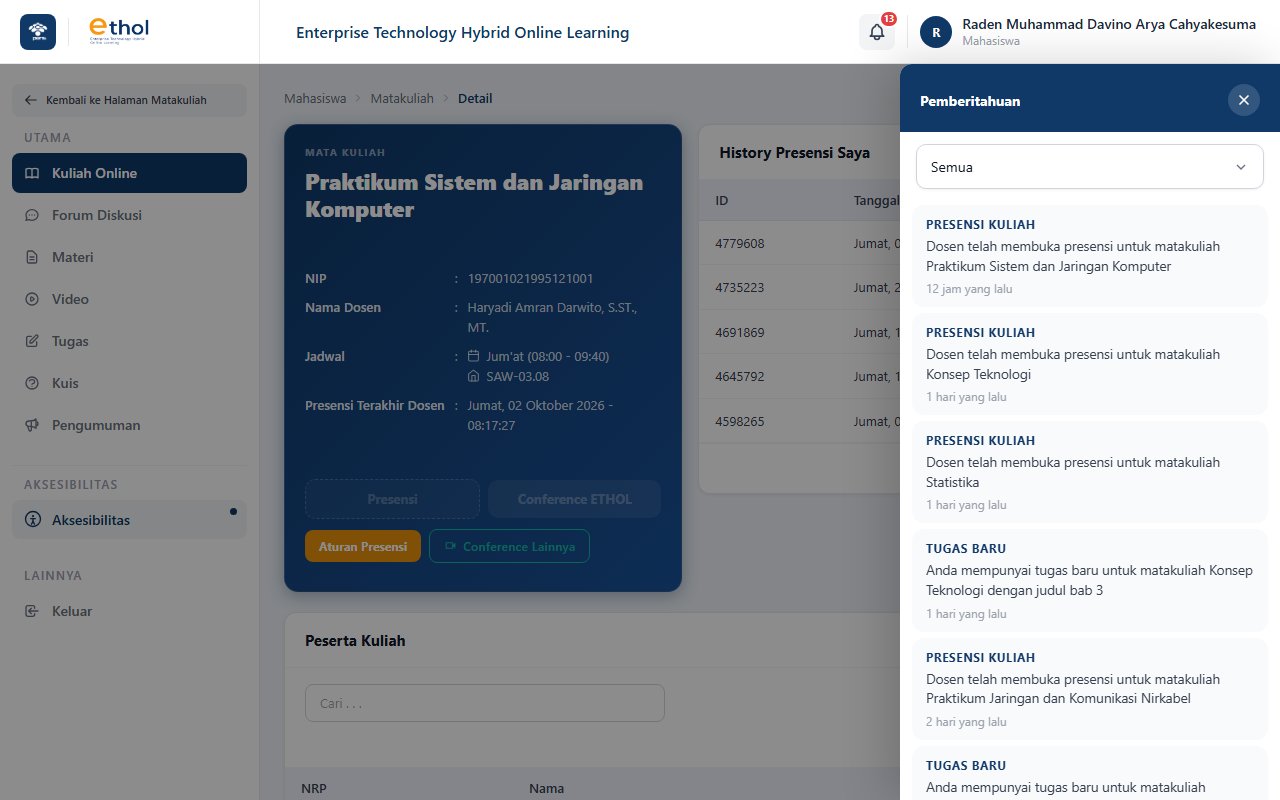 ethol
Enterprise Technology Hybrid Online Learning
13
R
Raden Muhammad Davino Arya Cahyakesuma
Mahasiswa
Kembali ke Halaman Matakuliah
UTAMA
Kuliah Online
Forum Diskusi
Materi
Video
Tugas
Kuis
Pengumuman
AKSESIBILITAS
Aksesibilitas
LAINNYA
Keluar
Mahasiswa > Matakuliah > Detail
MATA KULIAH
Praktikum Sistem dan Jaringan
Komputer
NIP : 197001021995121001
Nama Dosen : Haryadi Amran Darwito, S.ST.,
MT.
Jadwal : Jum'at (08:00 - 09:40)
SAW-03.08
Presensi Terakhir Dosen : Jumat, 02 Oktober 2026 -
08:17:27
Presensi
Conference ETHOL
Aturan Presensi
Conference Lainnya
History Presensi Saya
ID Tanggal
4779608 Jumat, 0
4735223 Jumat, 2
4691869 Jumat, 1
4645792 Jumat, 1
4598265 Jumat, 0
Peserta Kuliah
Cari . . .
NRP Nama
Pemberitahuan
Semua
PRESENSI KULIAH
Dosen telah membuka presensi untuk matakuliah
Praktikum Sistem dan Jaringan Komputer
12 jam yang lalu
PRESENSI KULIAH
Dosen telah membuka presensi untuk matakuliah
Konsep Teknologi
1 hari yang lalu
PRESENSI KULIAH
Dosen telah membuka presensi untuk matakuliah
Statistika
1 hari yang lalu
TUGAS BARU
Anda mempunyai tugas baru untuk matakuliah Konsep
Teknologi dengan judul bab 3
1 hari yang lalu
PRESENSI KULIAH
Dosen telah membuka presensi untuk matakuliah
Praktikum Jaringan dan Komunikasi Nirkabel
2 hari yang lalu
TUGAS BARU
Anda mempunyai tugas baru untuk matakuliah